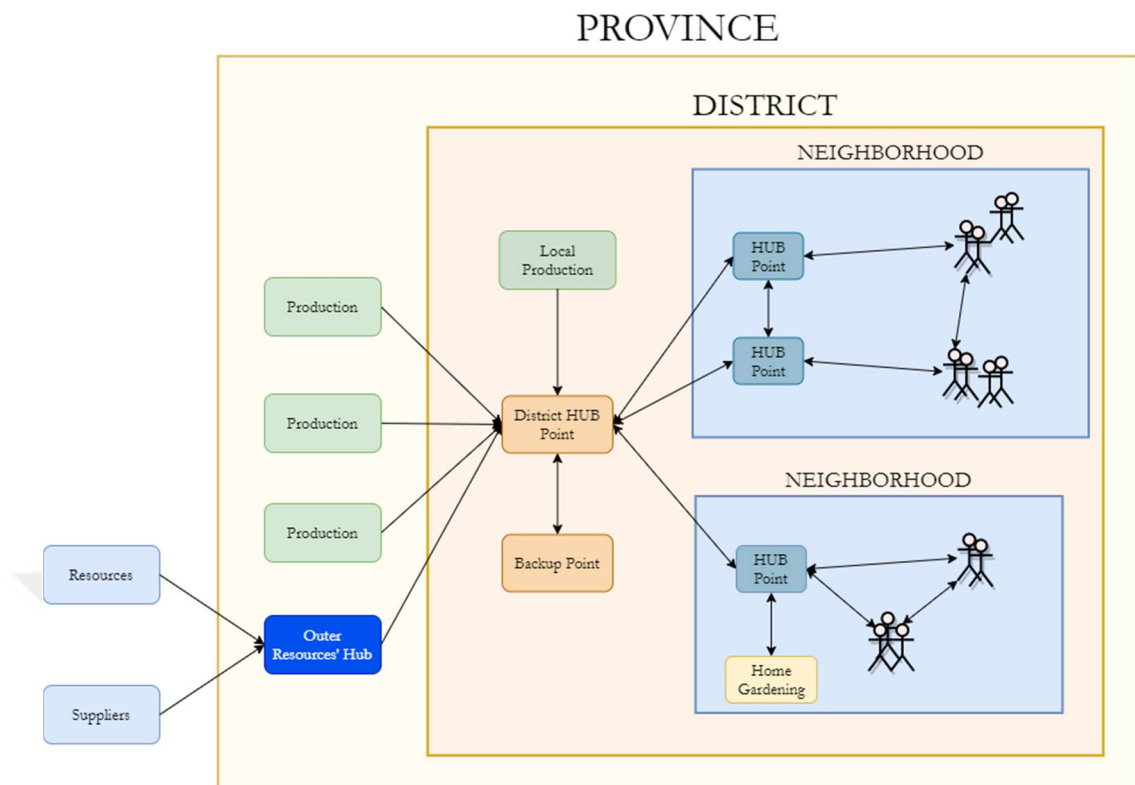 PROVINCE
DISTRICT
NEIGHBORHOOD
HUB
Point
Local
Production
Production
HUB
Point
District HUB
Point
Production
NEIGHBORHOOD
Production
Backup Point
HUB
Point
Resources
Outer
Resources' Hub
Home
Gardening
Suppliers